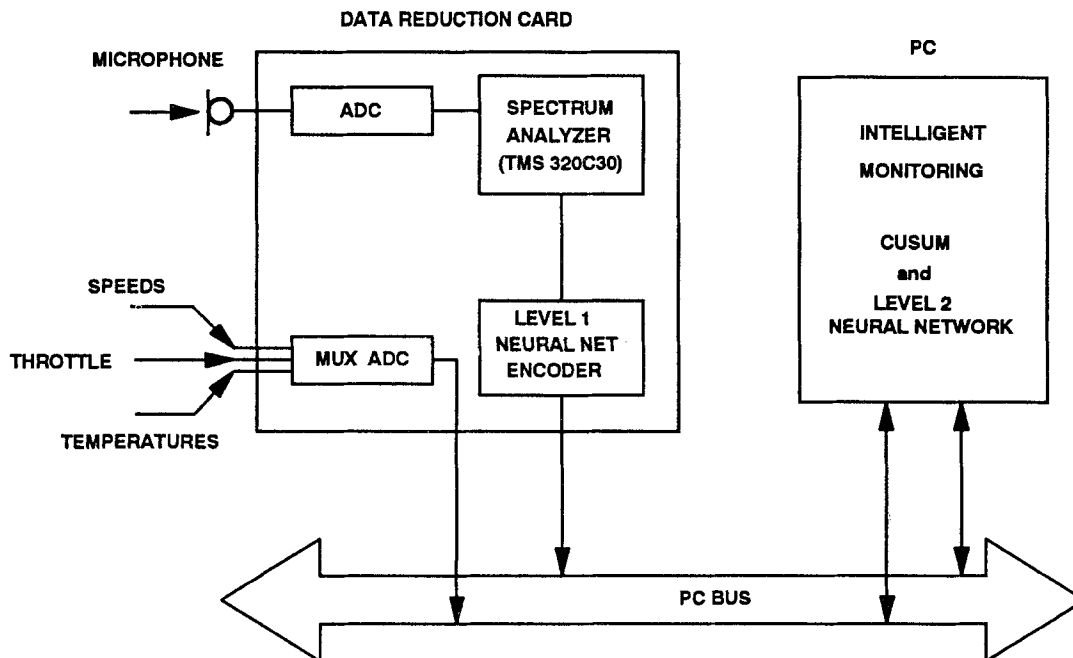 DATA REDUCTION CARD
PC
MICROPHONE
ADC
SPECTRUM
ANALYZER
(TMS 320C30)
INTELLIGENT
MONITORING
CUSUM
and
LEVEL 2
NEURAL NETWORK
SPEEDS
THROTTLE
TEMPERATURES
MUX ADC
LEVEL 1
NEURAL NET
ENCODER
PC BUS